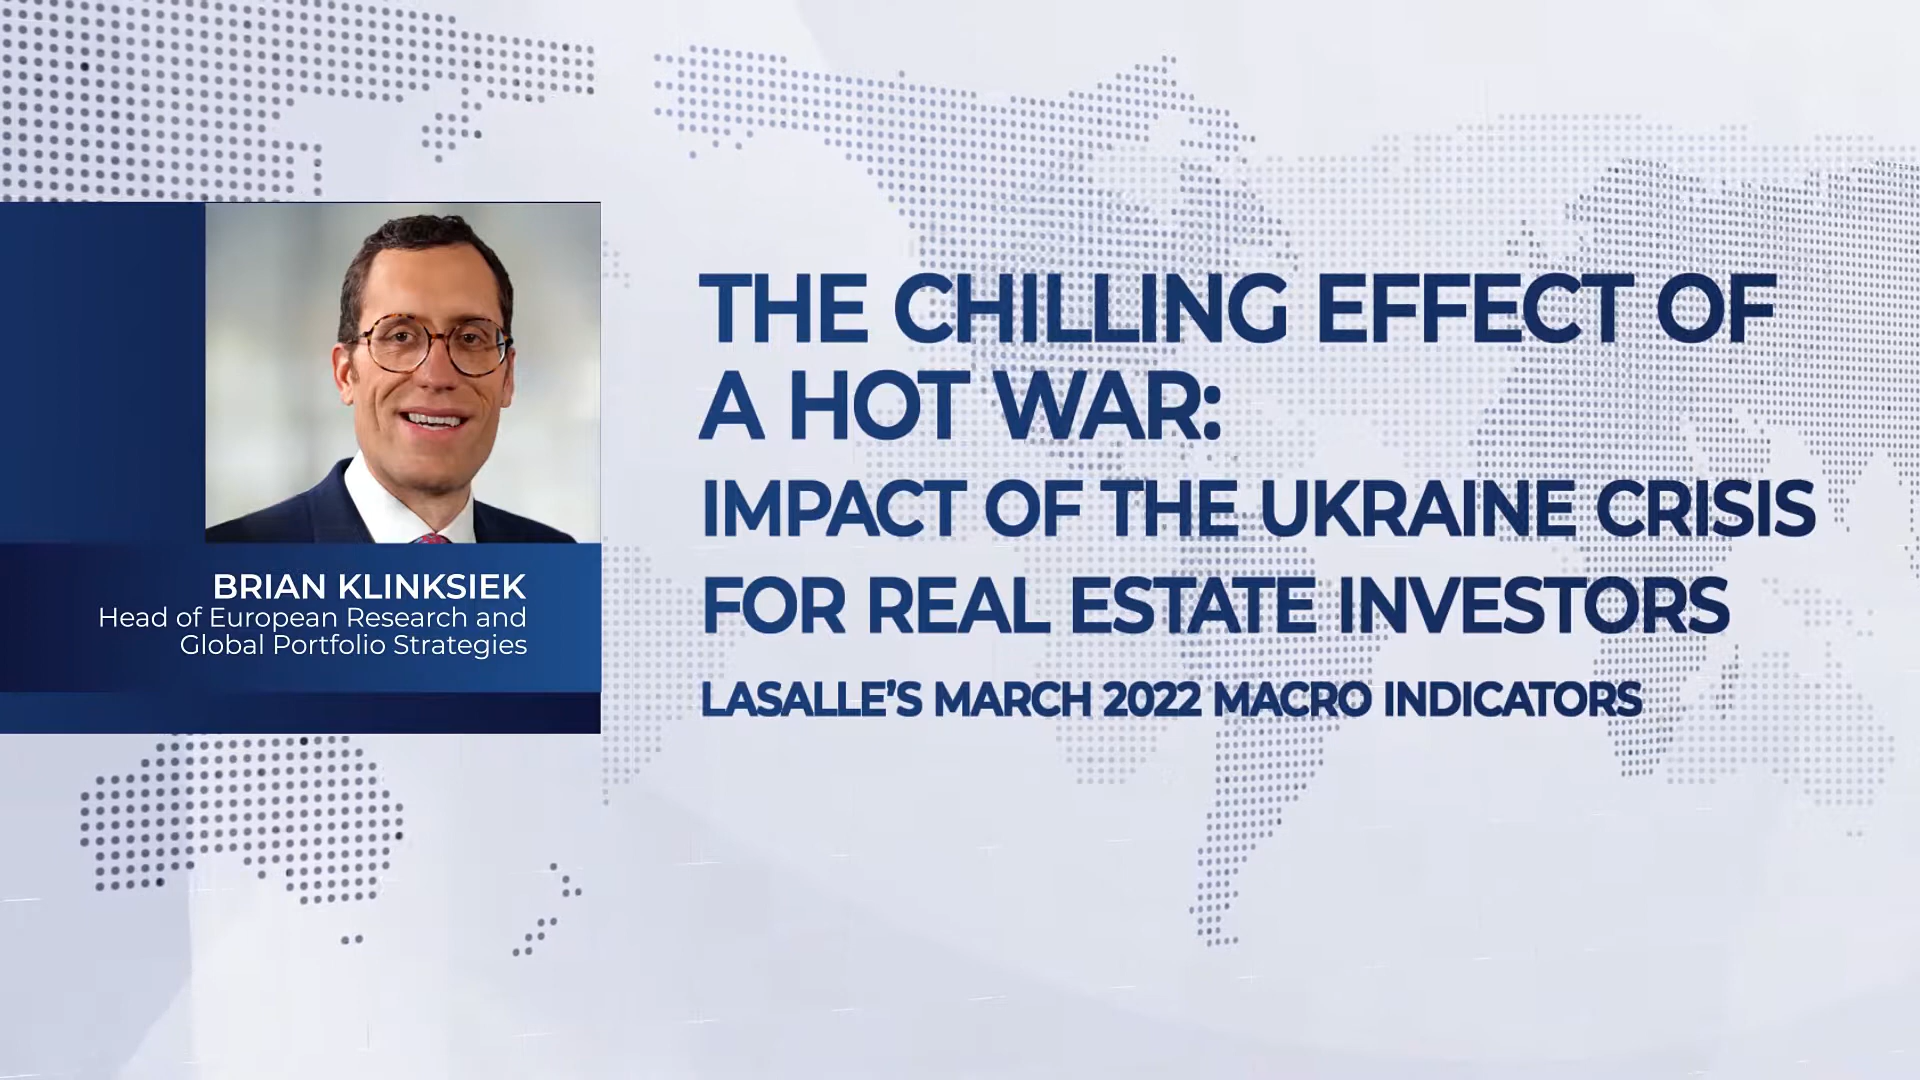 BRIAN KLINKSIEK
Head of European Research and
Global Portfolio Strategies
THE CHILLING EFFECT OF
A HOT WAR:
IMPACT OF THE UKRAINE CRISIS
FOR REAL ESTATE INVESTORS
LASALLE’S MARCH 2022 MACRO INDICATORS